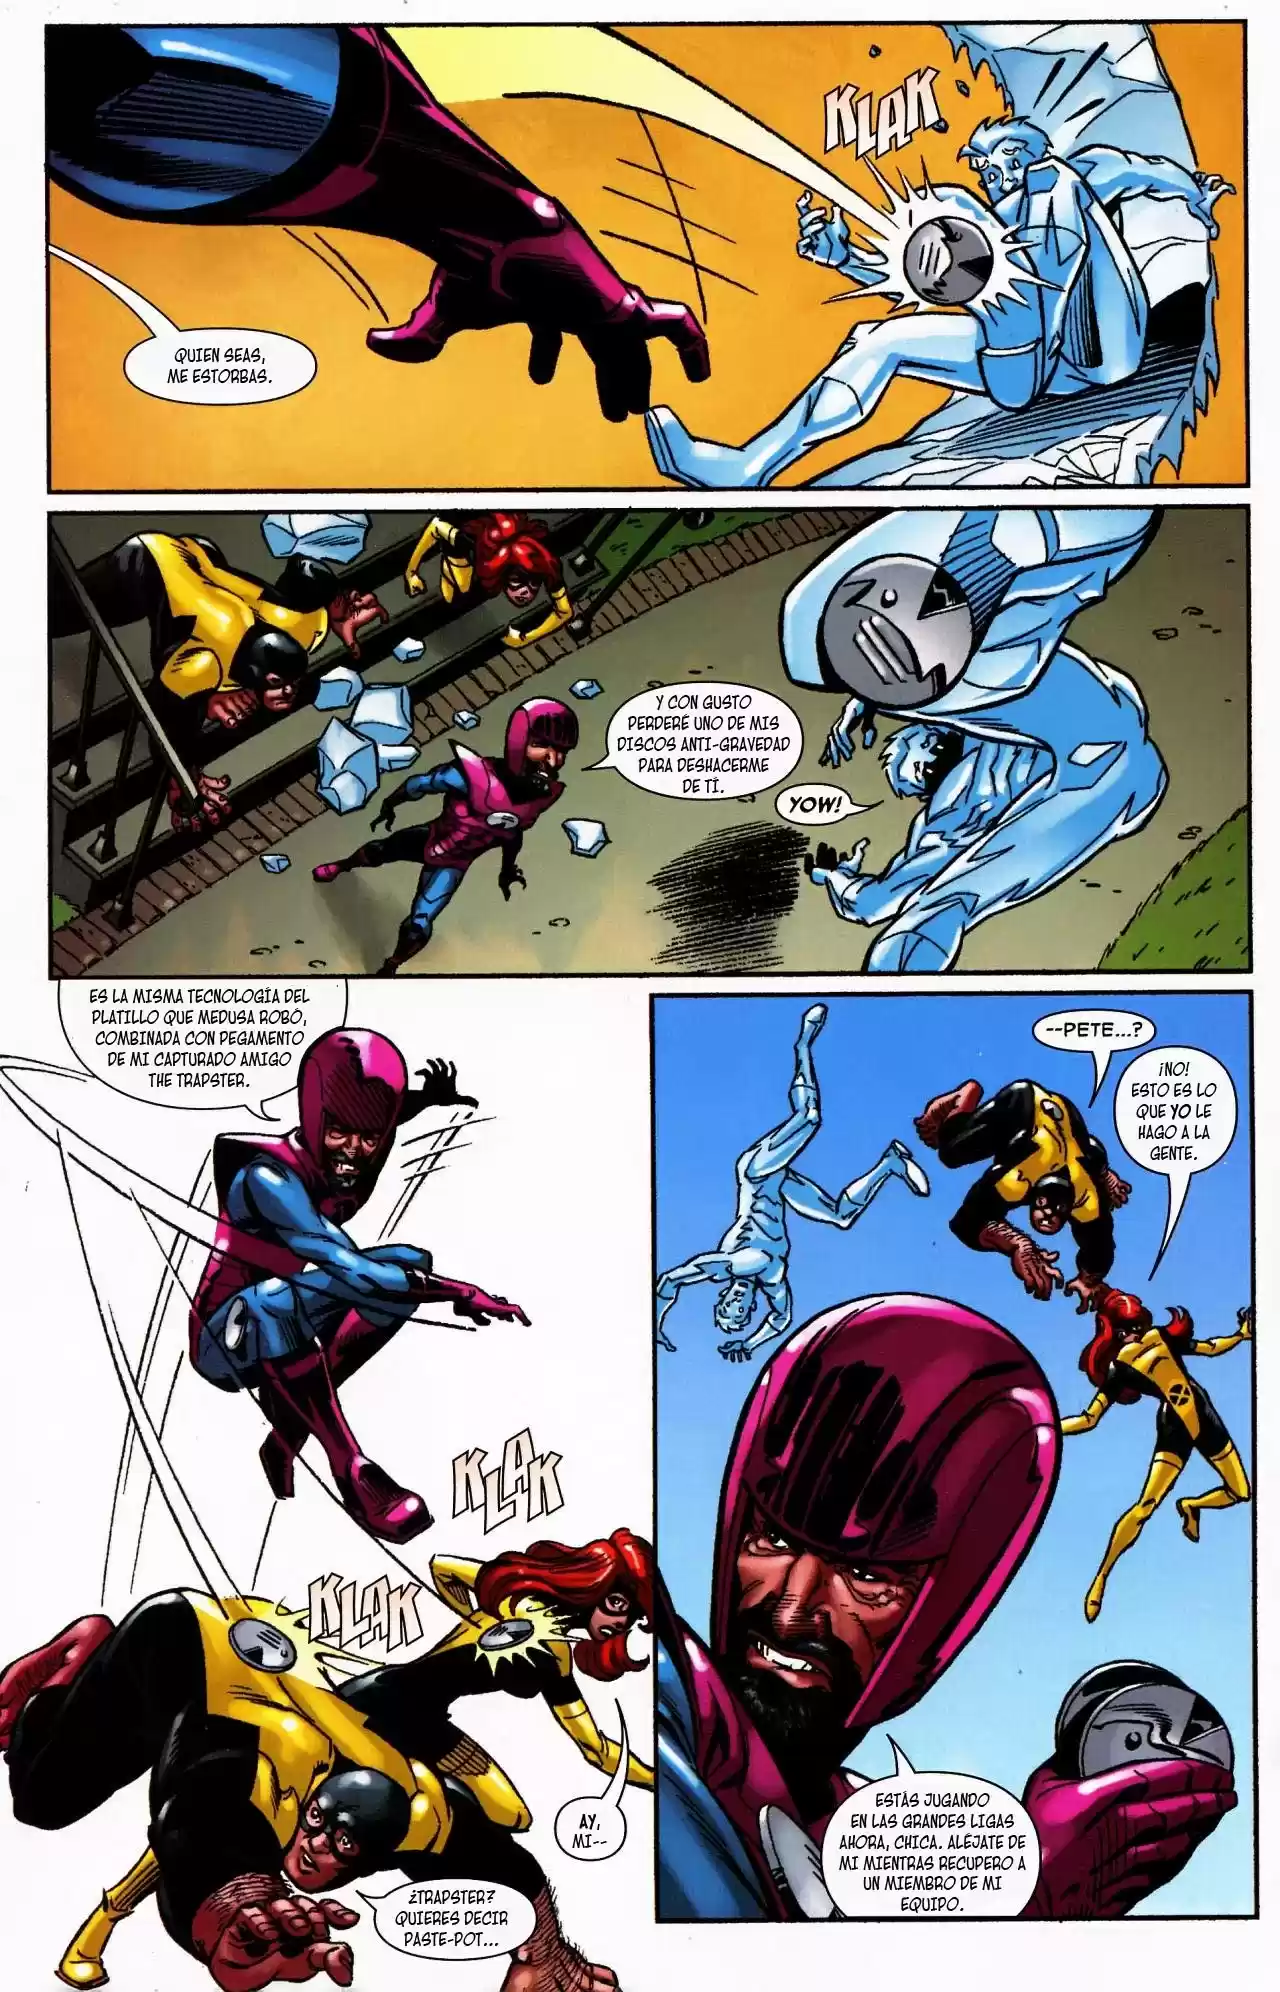 KLAK
QUIEN SEAS,
ME ESTORBAS.
Y CON GUSTO
PERDERÉ UNO DE MIS
DISCOS ANTI-GRAVEDAD
PARA DESHACERME
DE TÍ.
YOW!
ES LA MISMA TECNOLOGÍA DEL
PLATILLO QUE MEDUSA ROBÓ,
COMBINADA CON PEGAMENTO
DE MI CAPTURADO AMIGO
THE TRAPSTER.
KLAK
KLAK
AY,
MI--
¿TRAPSTER?
QUIERES DECIR
PASTE-POT...
--PETE...?
¡NO!
ESTO ES LO
QUE YO LE
HAGO A LA
GENTE.
ESTÁS JUGANDO
EN LAS GRANDES LIGAS
AHORA, CHICA. ALÉJATE DE
MI MIENTRAS RECUPERO A
UN MIEMBRO DE MI
EQUIPO.